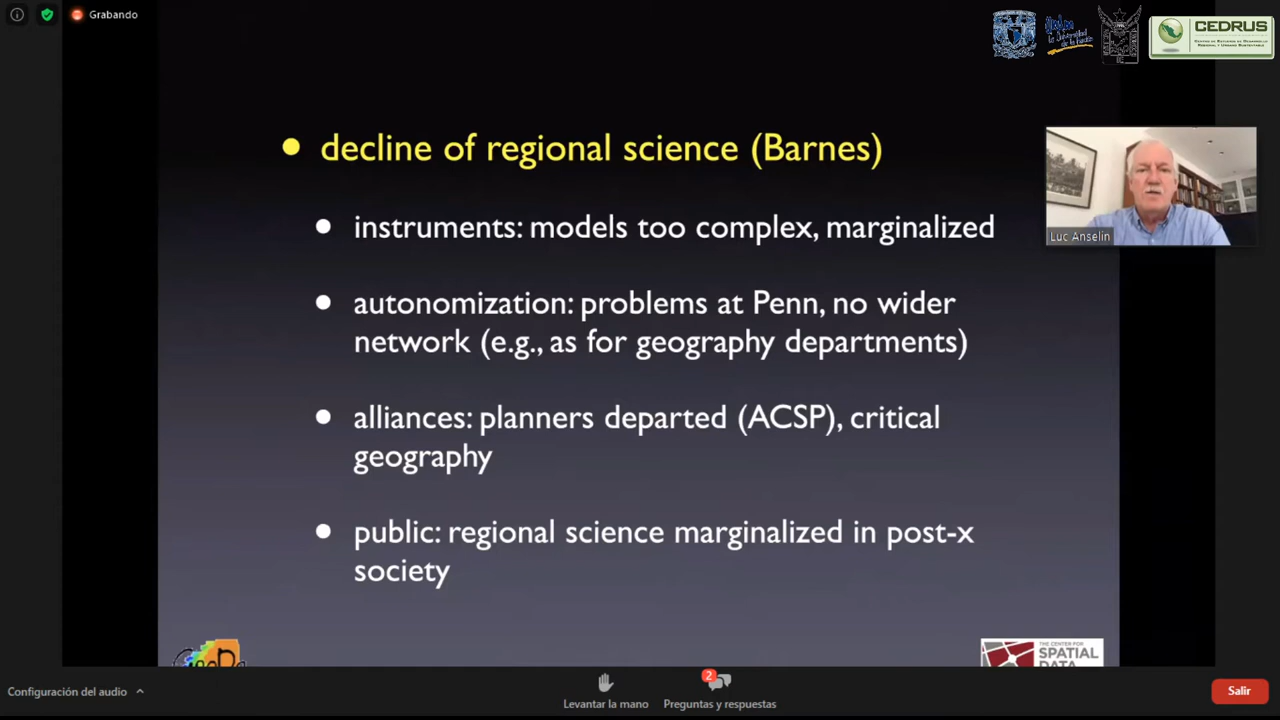 Grabando
CEDRUS
decline of regional science (Barnes)
Luc Anselin
instruments: models too complex, marginalized
autonomization: problems at Penn, no wider
network (e.g., as for geography departments)
alliances: planners departed (ACSP), critical
geography
public: regional science marginalized in post-x
society
THE CENTER FOR
SPATIAL
DATA
Configuración del audio
Levantar la mano
2
Preguntas y respuestas
Salir